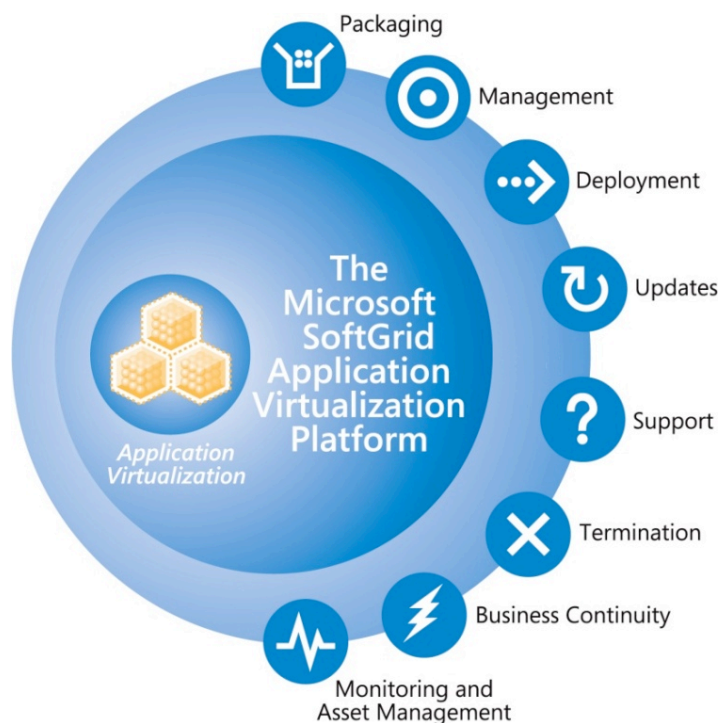 Packaging
Management
Deployment
The
Microsoft
SoftGrid
Application
Virtualization
Platform
Updates
Support
Application
Virtualization
Termination
Business Continuity
Monitoring and
Asset Management